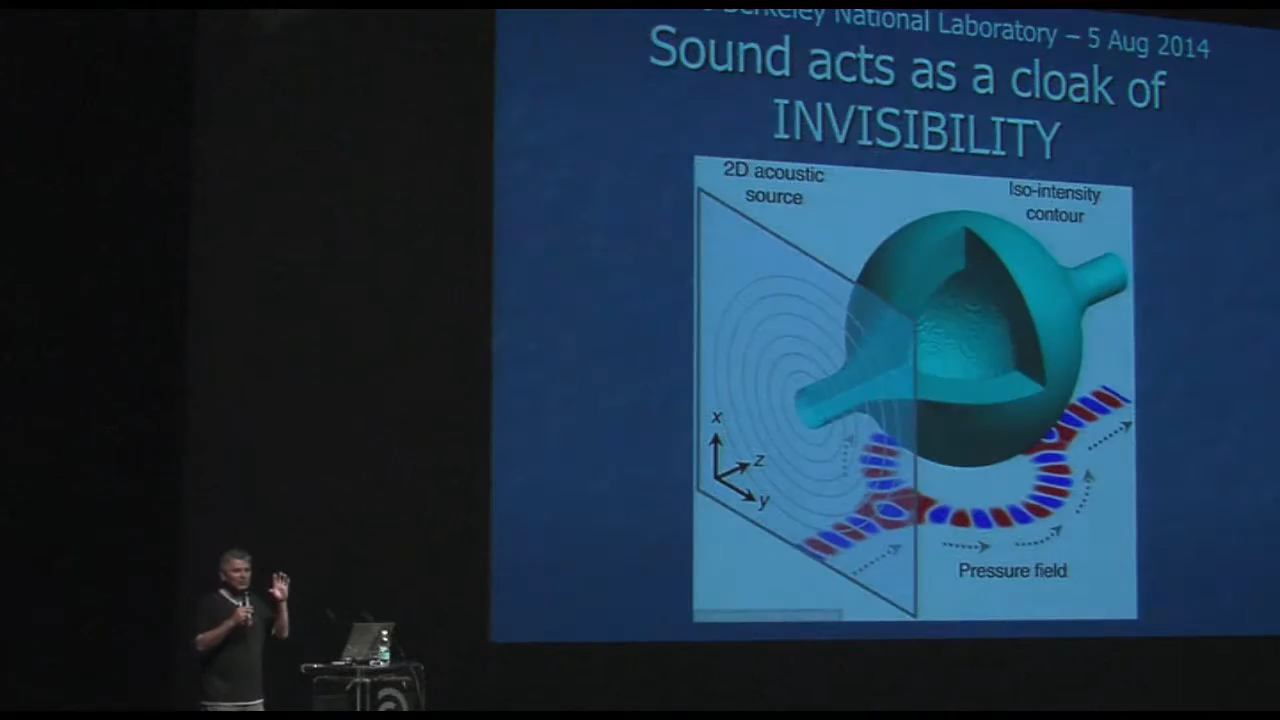 Berkeley National Laboratory – 5 Aug 2014
Sound acts as a cloak of
INVISIBILITY
2D acoustic
source
Iso-intensity
contour
x
z
y
Pressure field